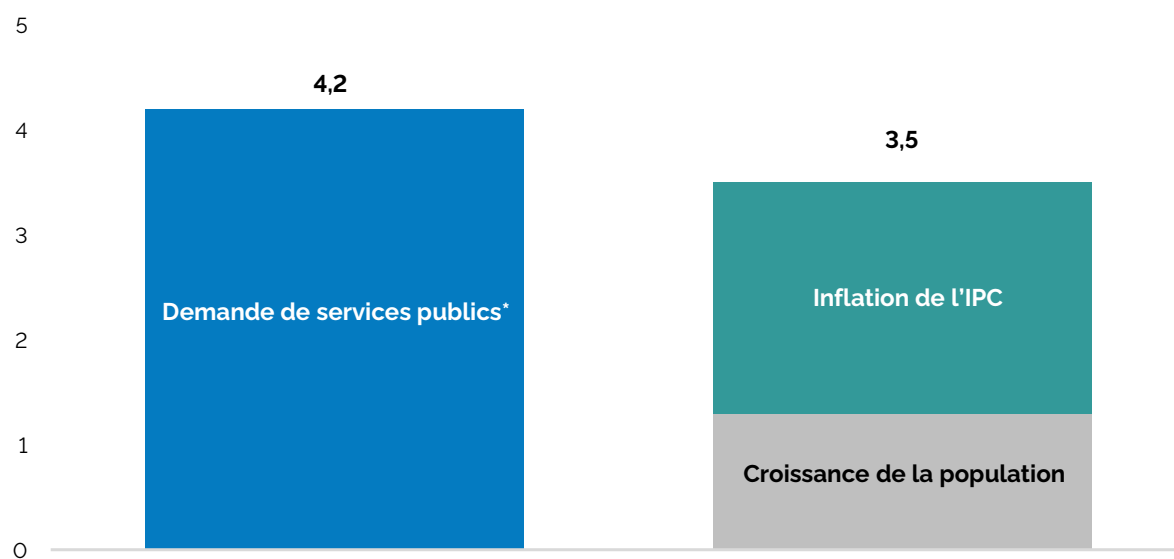 5
4,2
4
3,5
3
Inflation de l’IPC
Demande de services publics*
2
1
Croissance de la population
0